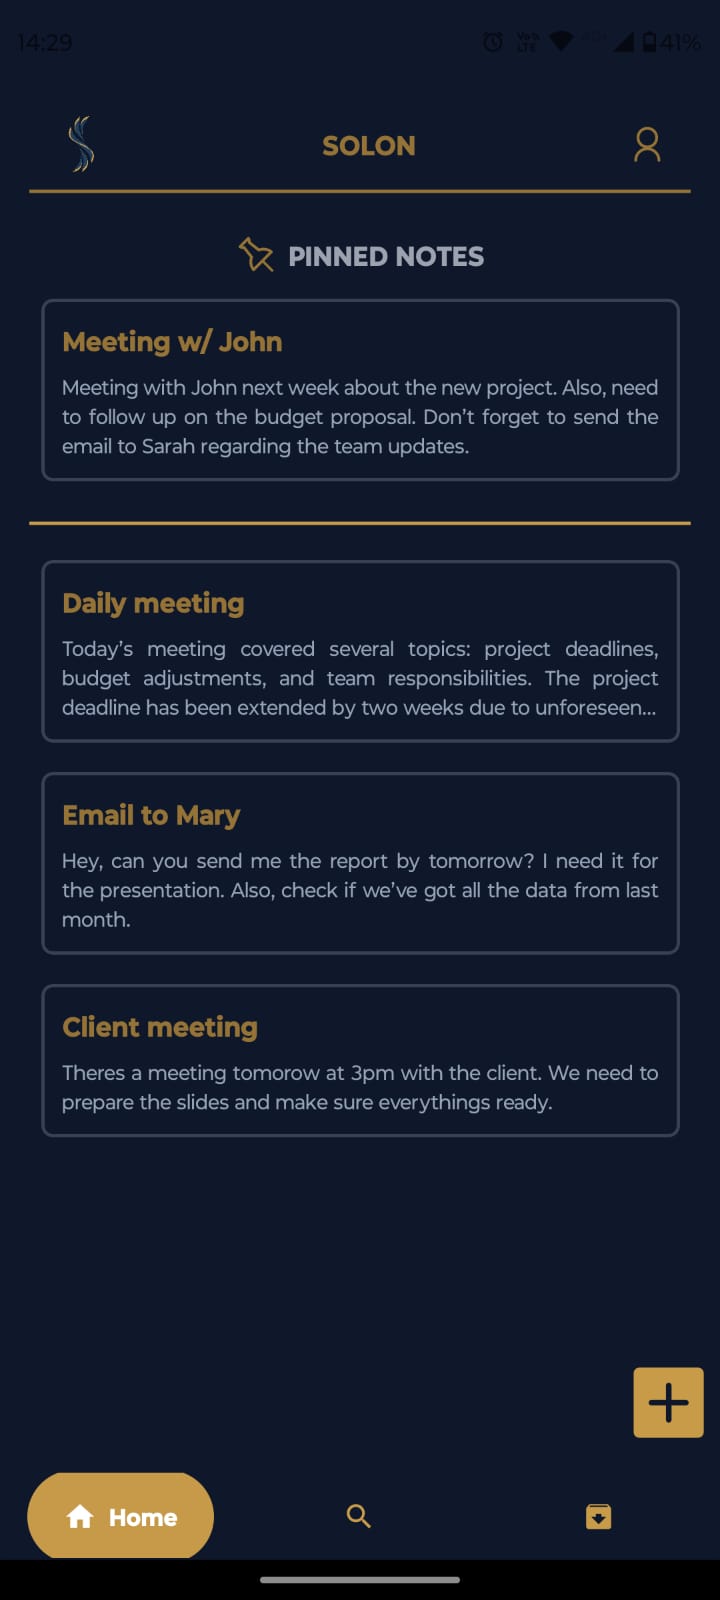 14:29
Vo
LTE
41%
SOLON
PINNED NOTES
Meeting w/ John
Meeting with John next week about the new project. Also, need
to follow up on the budget proposal. Don’t forget to send the
email to Sarah regarding the team updates.
Daily meeting
Today’s meeting covered several topics: project deadlines,
budget adjustments, and team responsibilities. The project
deadline has been extended by two weeks due to unforeseen...
Email to Mary
Hey, can you send me the report by tomorrow? I need it for
the presentation. Also, check if we’ve got all the data from last
month.
Client meeting
Theres a meeting tomorow at 3pm with the client. We need to
prepare the slides and make sure everythings ready.
Home